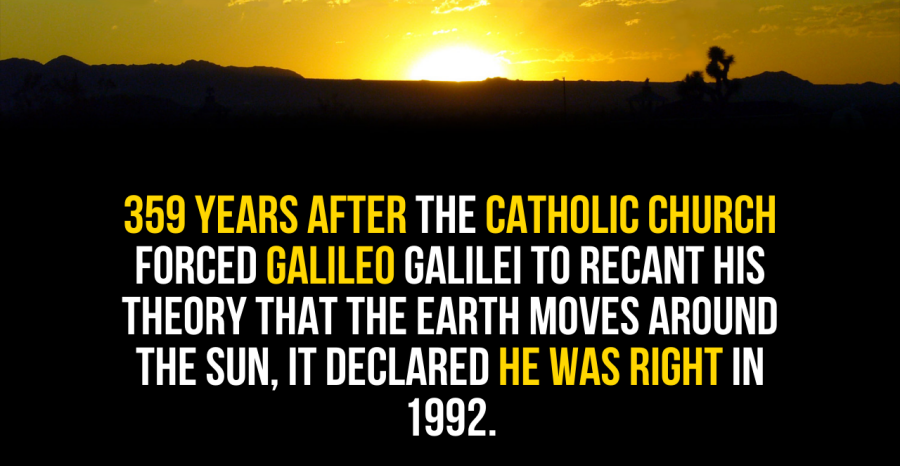 359 YEARS AFTER THE CATHOLIC CHURCH
FORCED GALILEO GALILEI TO RECANT HIS
THEORY THAT THE EARTH MOVES AROUND
THE SUN, IT DECLARED HE WAS RIGHT IN
1992.